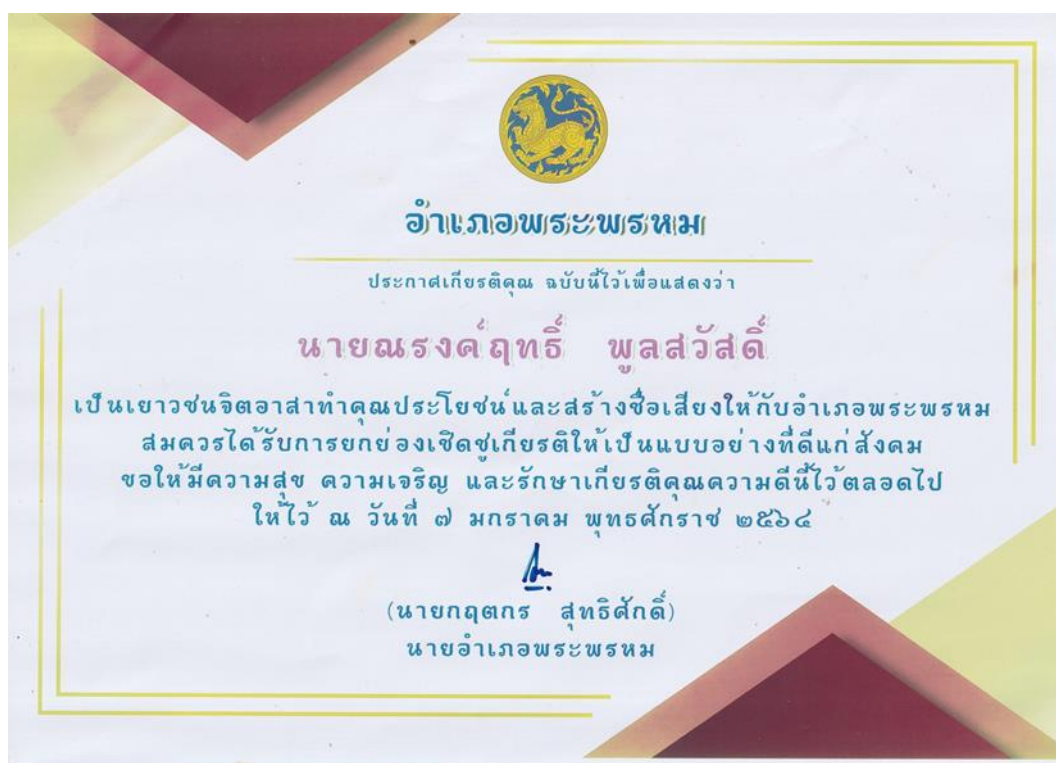 อำเภอพระพรหม
ประกาศเกียรติคุณ ฉบับนี้ไว้เพื่อแสดงว่า
นายณรงค์ฤทธิ์ พูลสวัสดิ์
เป็นเยาวชนจิตอาสาทำคุณประโยชน์และสร้างชื่อเสียงให้กับอำเภอพระพรหม
สมควรได้รับการยกย่องเชิดชูเกียรติให้เป็นแบบอย่างที่ดีแก่สังคม
ขอให้มีความสุข ความเจริญ และรักษาเกียรติคุณความดีนี้ไว้ตลอดไป
ให้ไว้ ณ วันที่ ๗ มกราคม พุทธศักราช ๒๕๖๔
(นายกฤตกร สุทธิศักดิ์)
นายอำเภอพระพรหม